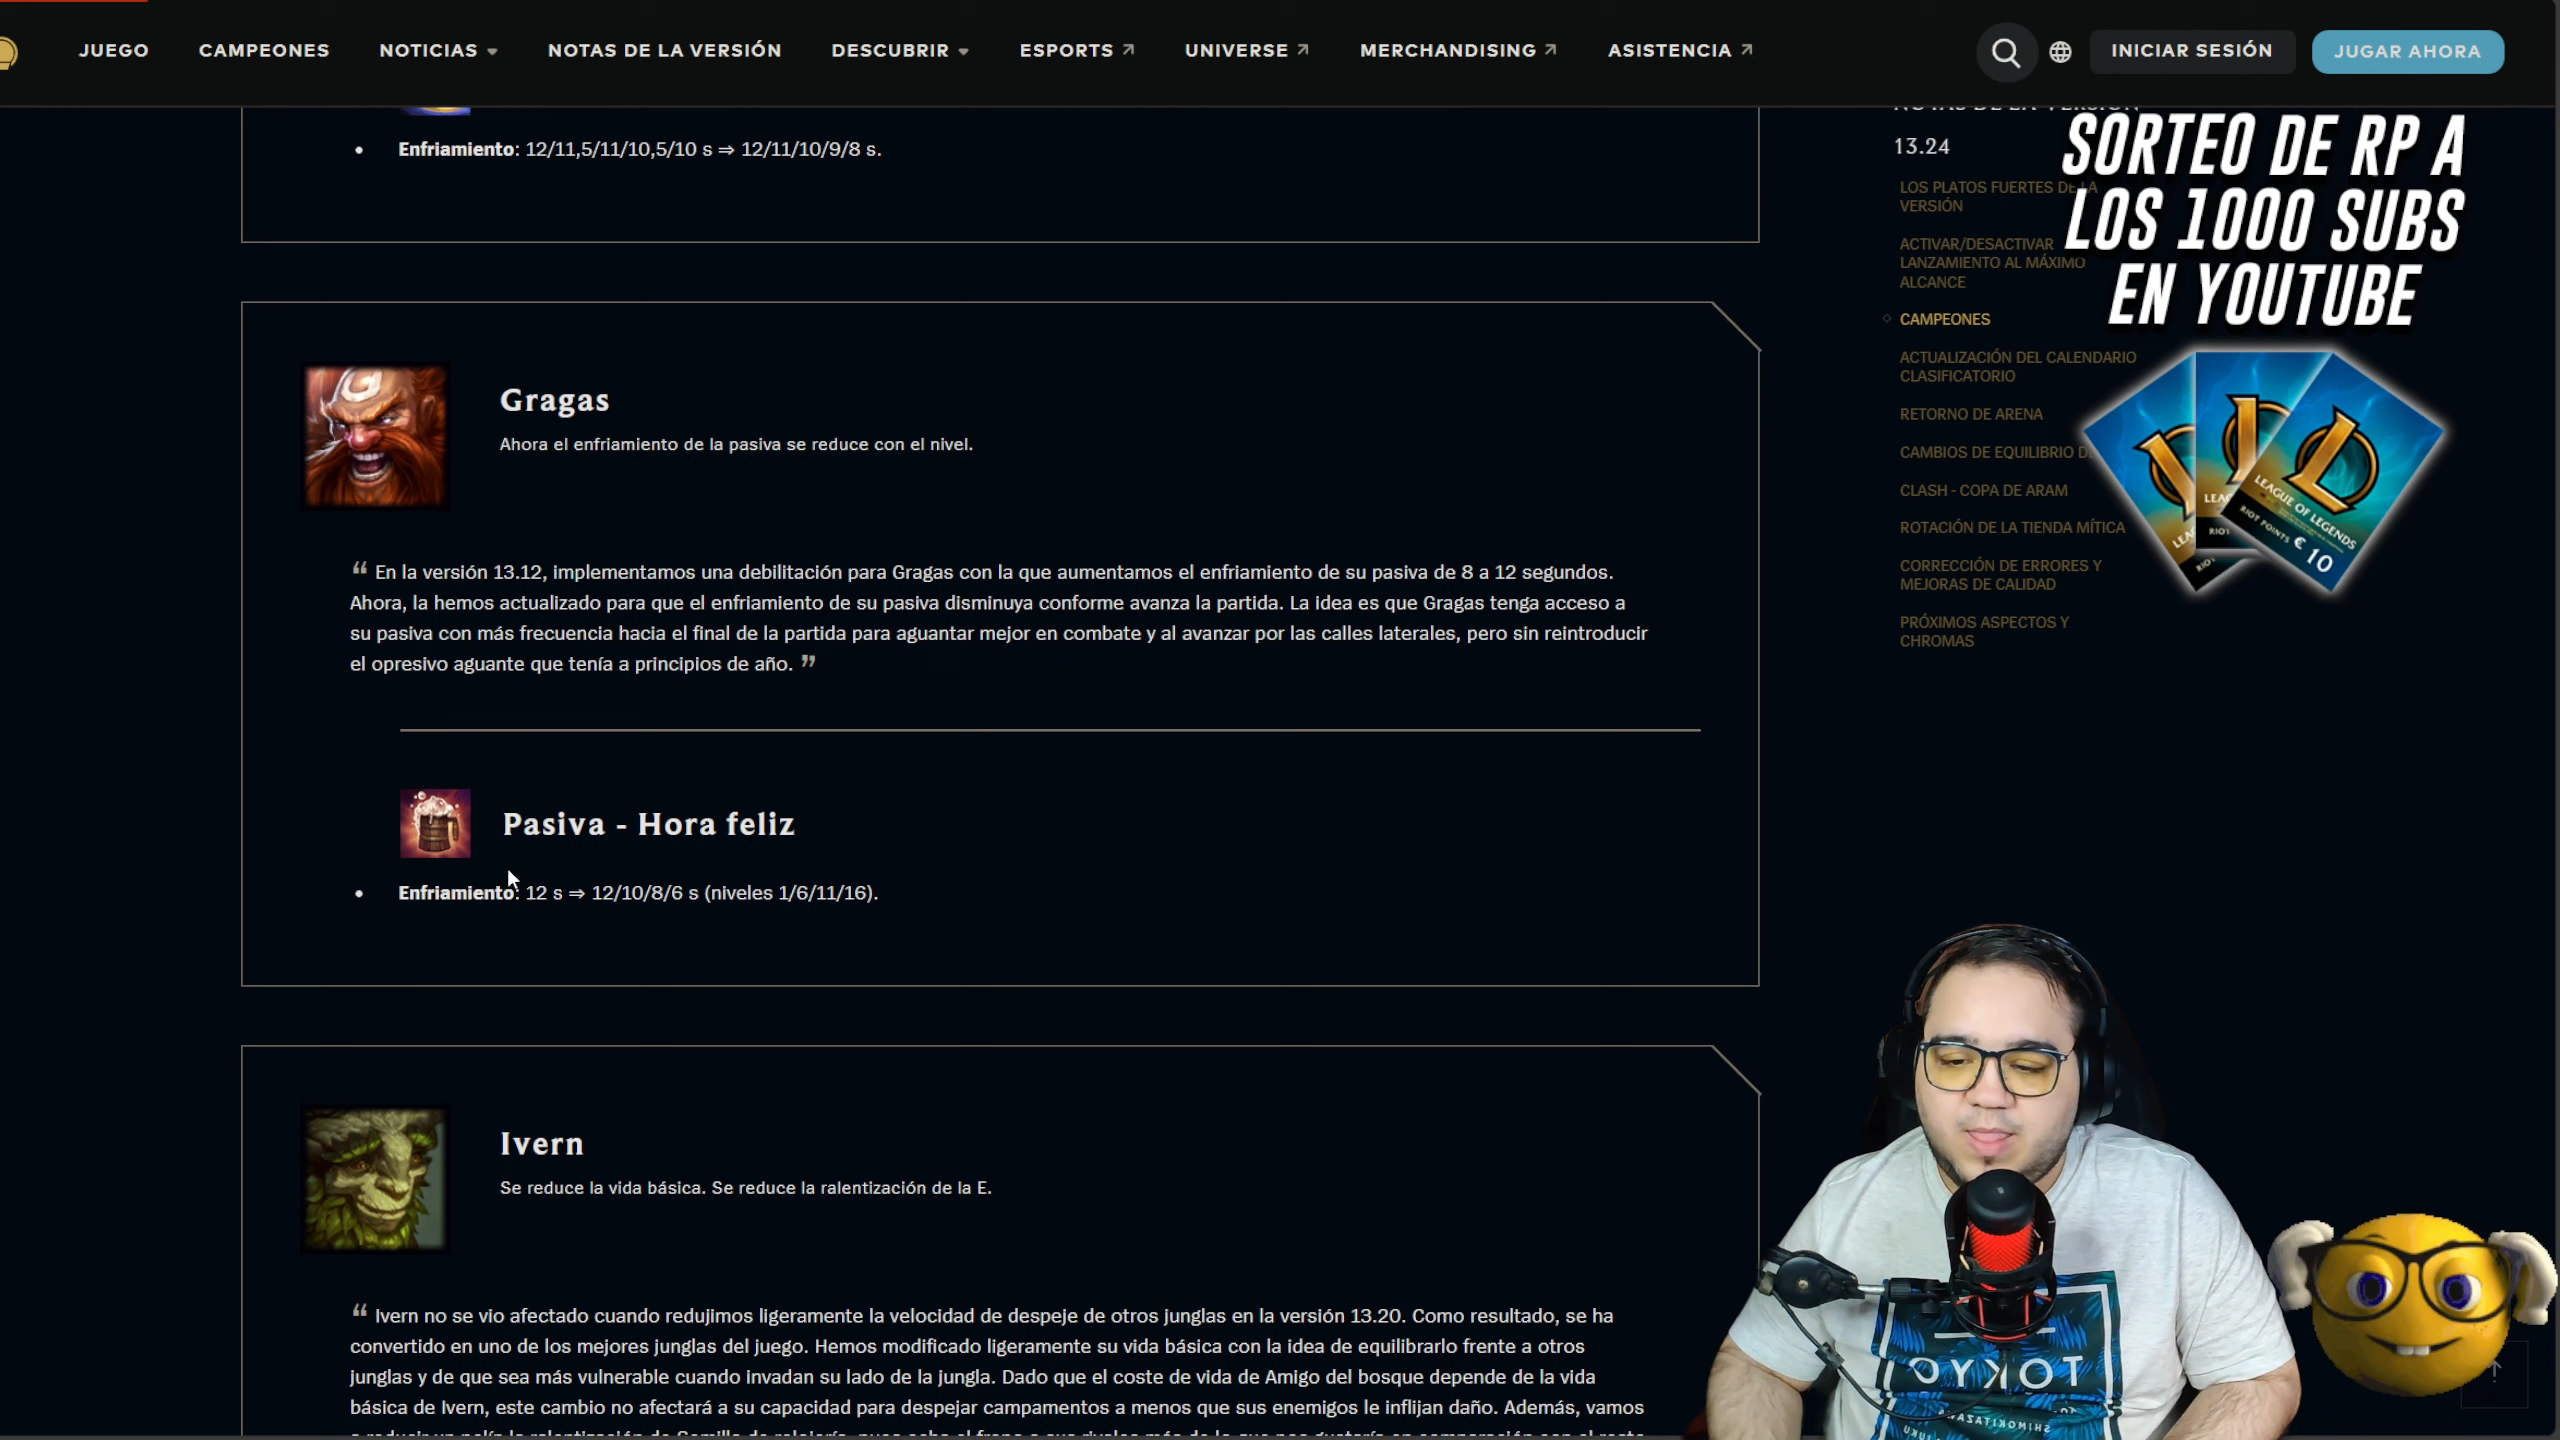 JUEGO CAMPEONES NOTICIAS NOTAS DE LA VERSIÓN DESCUBRIR ESPORTS UNIVERSE MERCHANDISING ASISTENCIA INICIAR SESIÓN JUGAR AHORA
• Enfriamiento: 12/11,5/11/10,5/10 s ⇒ 12/11/10/9/8 s.
Gragas
Ahora el enfriamiento de la pasiva se reduce con el nivel.
“ En la versión 13.12, implementamos una debilitación para Gragas con la que aumentamos el enfriamiento de su pasiva de 8 a 12 segundos.
Ahora, la hemos actualizado para que el enfriamiento de su pasiva disminuya conforme avanza la partida. La idea es que Gragas tenga acceso a
su pasiva con más frecuencia hacia el final de la partida para aguantar mejor en combate y al avanzar por las calles laterales, pero sin reintroducir
el opresivo aguante que tenía a principios de año. ”
Pasiva - Hora feliz
• Enfriamiento: 12 s ⇒ 12/10/8/6 s (niveles 1/6/11/16).
Ivern
Se reduce la vida básica. Se reduce la ralentización de la E.
“ Ivern no se vio afectado cuando redujimos ligeramente la velocidad de despeje de otros junglas en la versión 13.20. Como resultado, se ha
convertido en uno de los mejores junglas del juego. Hemos modificado ligeramente su vida básica con la idea de equilibrarlo frente a otros
junglas y de que sea más vulnerable cuando invadan su lado de la jungla. Dado que el coste de vida de Amigo del bosque depende de la vida
básica de Ivern, este cambio no afectará a su capacidad para despejar campamentos a menos que sus enemigos le inflijan daño. Además, vamos
NOTAS DE LA VERSIÓN
13.24
LOS PLATOS FUERTES DE LA
VERSIÓN
ACTIVAR/DESACTIVAR
LANZAMIENTO AL MÁXIMO
ALCANCE
CAMPEONES
ACTUALIZACIÓN DEL CALENDARIO
CLASIFICATORIO
RETORNO DE ARENA
CAMBIOS DE EQUILIBRIO
CLASH - COPA DE ARAM
ROTACIÓN DE LA TIENDA MÍTICA
CORRECCIÓN DE ERRORES Y
MEJORAS DE CALIDAD
PRÓXIMOS ASPECTOS Y
CHROMAS
SORTEO DE RP A
LOS 1000 SUBS
EN YOUTUBE
LEAGUE OF LEGENDS
RIOT POINTS € 10
TOKYO